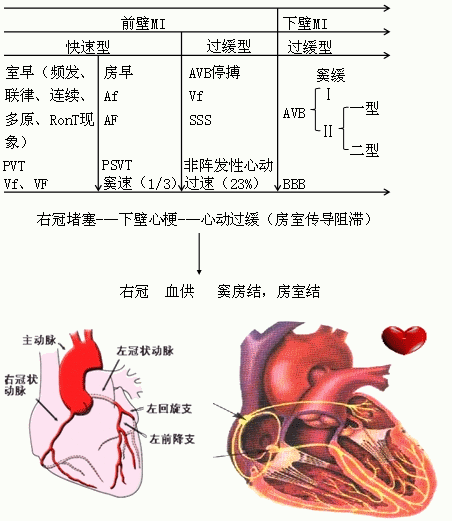 前壁MI 下壁MI
快速型 过缓型 过缓型
室早（频发、 房早 AVB停搏 窦缓
联律、连续、 Af Vf AVB I 一型
多原、RonT现 AF SSS II 二型
象）
PVT PSVT 非阵发性心动
Vf、VF 窦速（1/3） 过速（23%） BBB
右冠堵塞---下壁心梗---心动过缓（房室传导阻滞）
右冠 血供 窦房结，房室结
主动脉
左冠状动脉
右冠状
动脉
左回旋支
左前降支